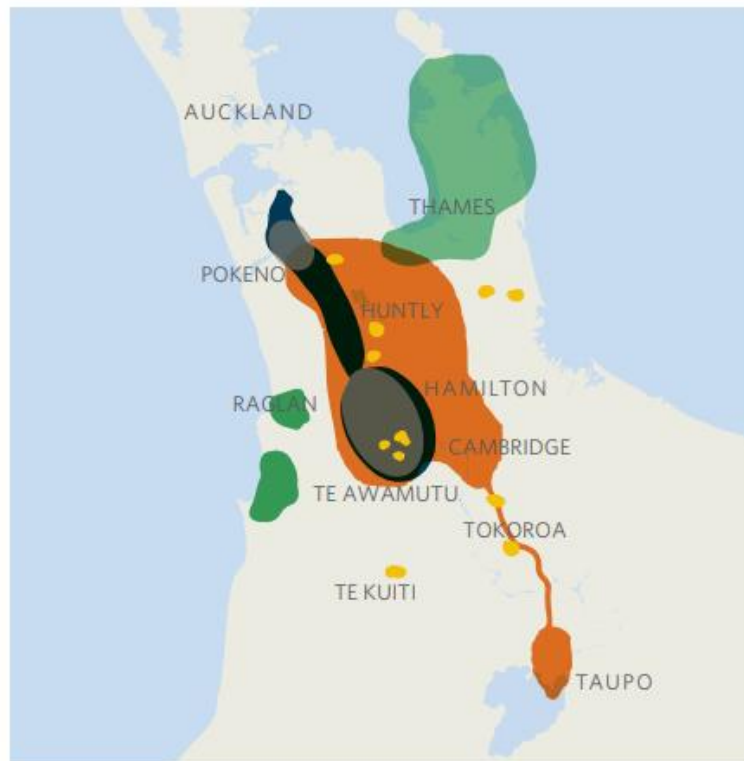 AUCKLAND
THAMES
POKENO
HUNTLY
HAMILTON
RAGLAN
CAMBRIDGE
TE AWAMUTU
TOKOROA
TE KUITI
TAUPO